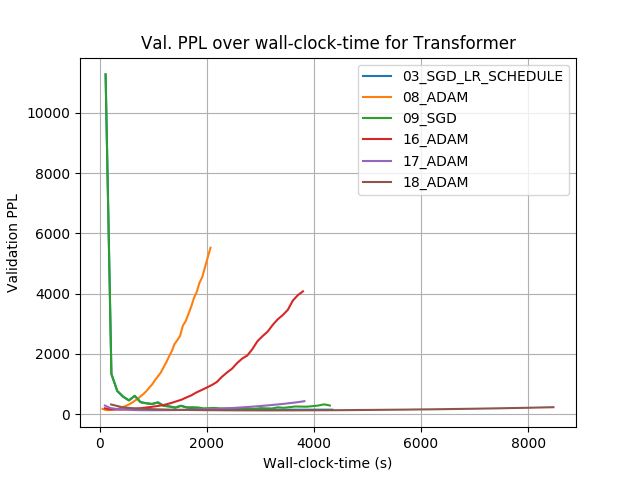 Val. PPL over wall-clock-time for Transformer
03_SGD_LR_SCHEDULE
08_ADAM
09_SGD
16_ADAM
17_ADAM
18_ADAM
Validation PPL
10000
8000
6000
4000
2000
0
0 2000 4000 6000 8000
Wall-clock-time (s)